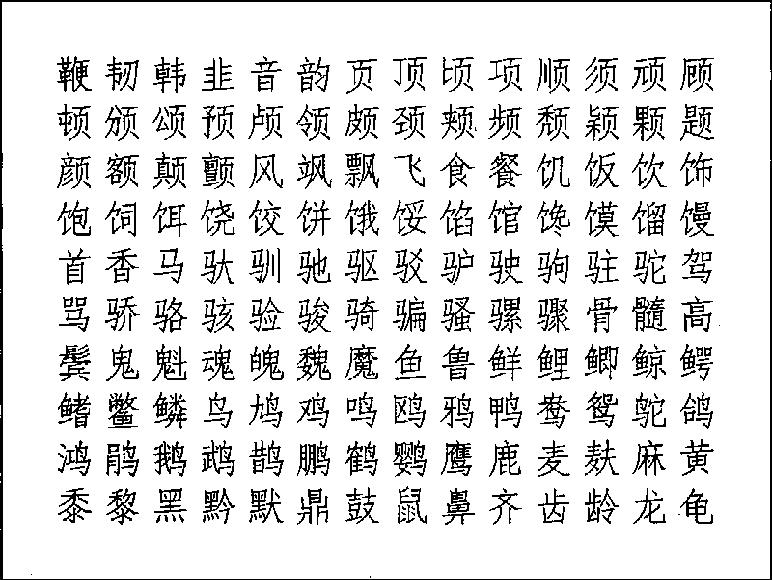 鞭韧韩韭音韵页顶顷项顺须顽顾
顿颁颂预颅领颇颈颊频颓颖颗题
颜额颠颤风飒飘飞食餐饥饭饮饰
饱饲饵饶饺饼饿馁馅馆馋馍馏馒
首香马驮驯驰驱驳驴驶驹驻驼驾
骂骄骆骇验骏骑骗骚骡骤骨髓高
鬓鬼魁魂魄魏魔鱼鲁鲜鲤鲫鲸鳄
鳍鳖鳞鸟鸠鸡鸣鸥鸦鸭鸯鸳鸵鸽
鸿鹃鹅鹉鹊鹏鹤鹦鹰鹿麦麸麻黄
黍黎黑黔默鼎鼓鼠鼻齐齿龄龙龟